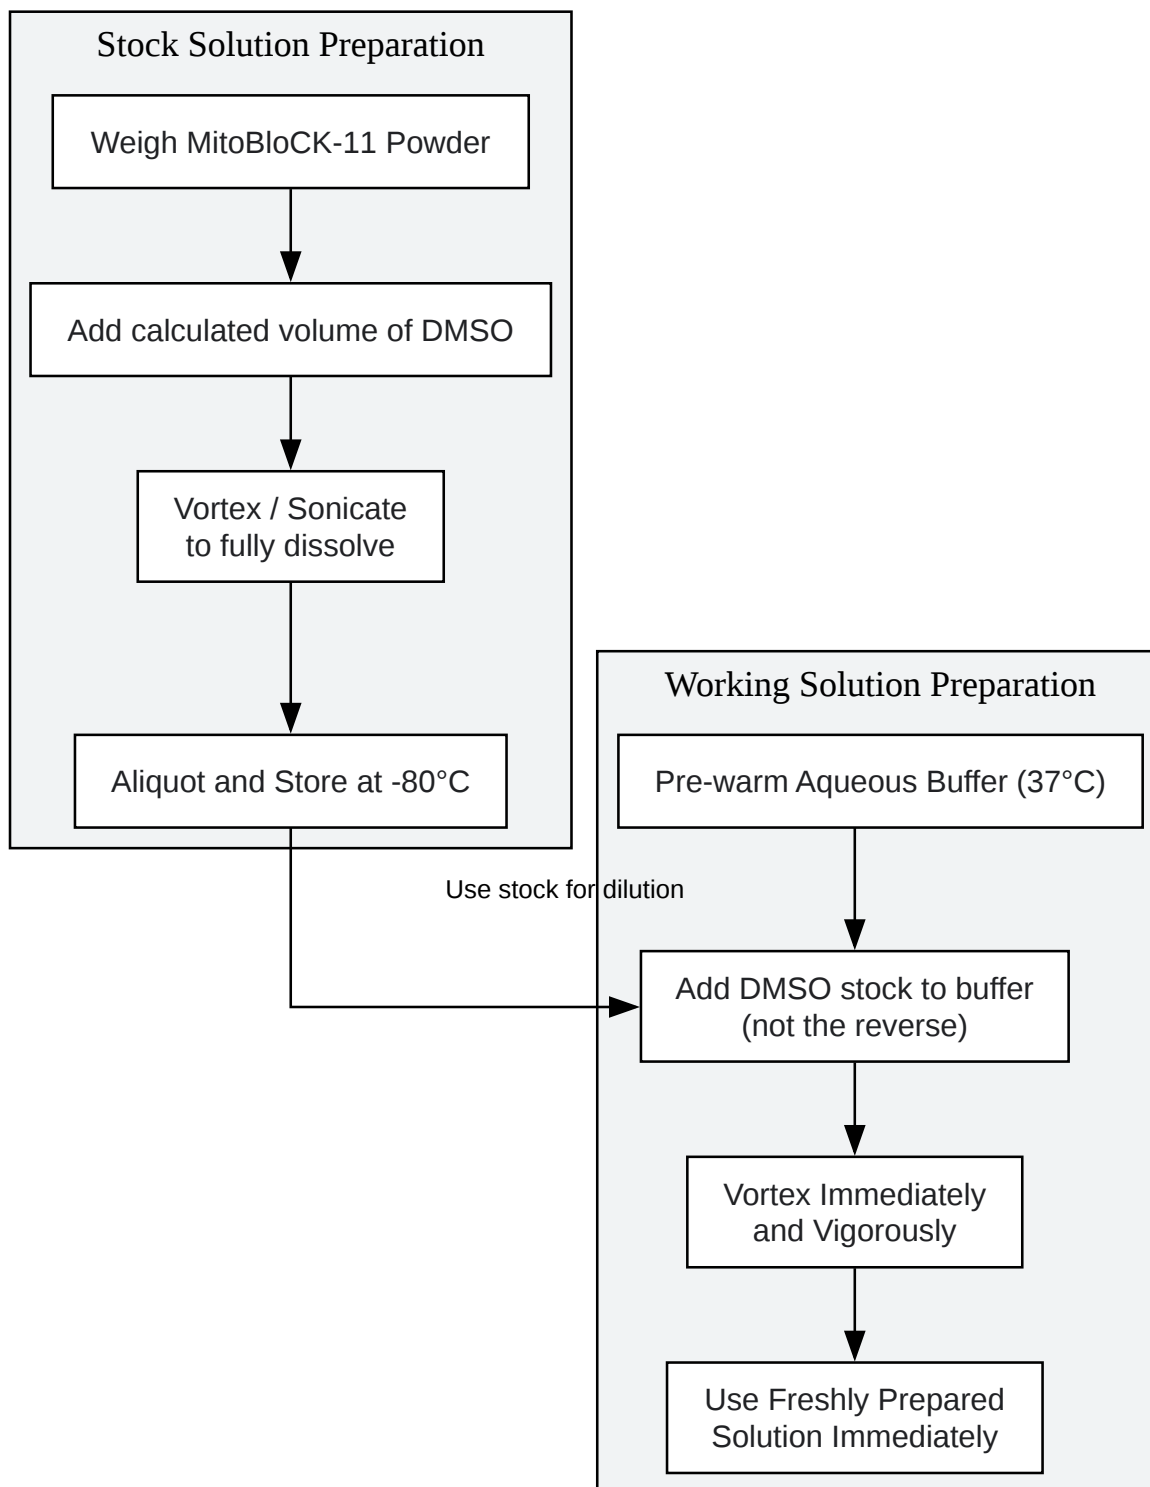 Stock Solution Preparation
Weigh MitoBloCK-11 Powder
Add calculated volume of DMSO
Vortex / Sonicate
to fully dissolve
Aliquot and Store at -80°C
Use stock for dilution
Working Solution Preparation
Pre-warm Aqueous Buffer (37°C)
Add DMSO stock to buffer
(not the reverse)
Vortex Immediately
and Vigorously
Use Freshly Prepared
Solution Immediately